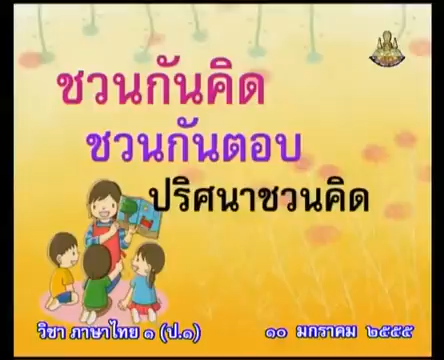 ชวนกันคิด
ชวนกันตอบ
ปริศนาชวนคิด
วิชา ภาษาไทย ๑ (ป.๑)
๑๐ มกราคม ๒๕๕๕